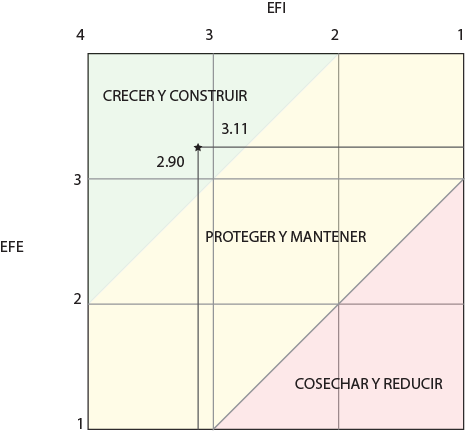 EFI
4 3 2 1
CRECER Y CONSTRUIR
3.11
2.90
3
PROTEGER Y MANTENER
EFE
2
COSECHAR Y REDUCIR
1